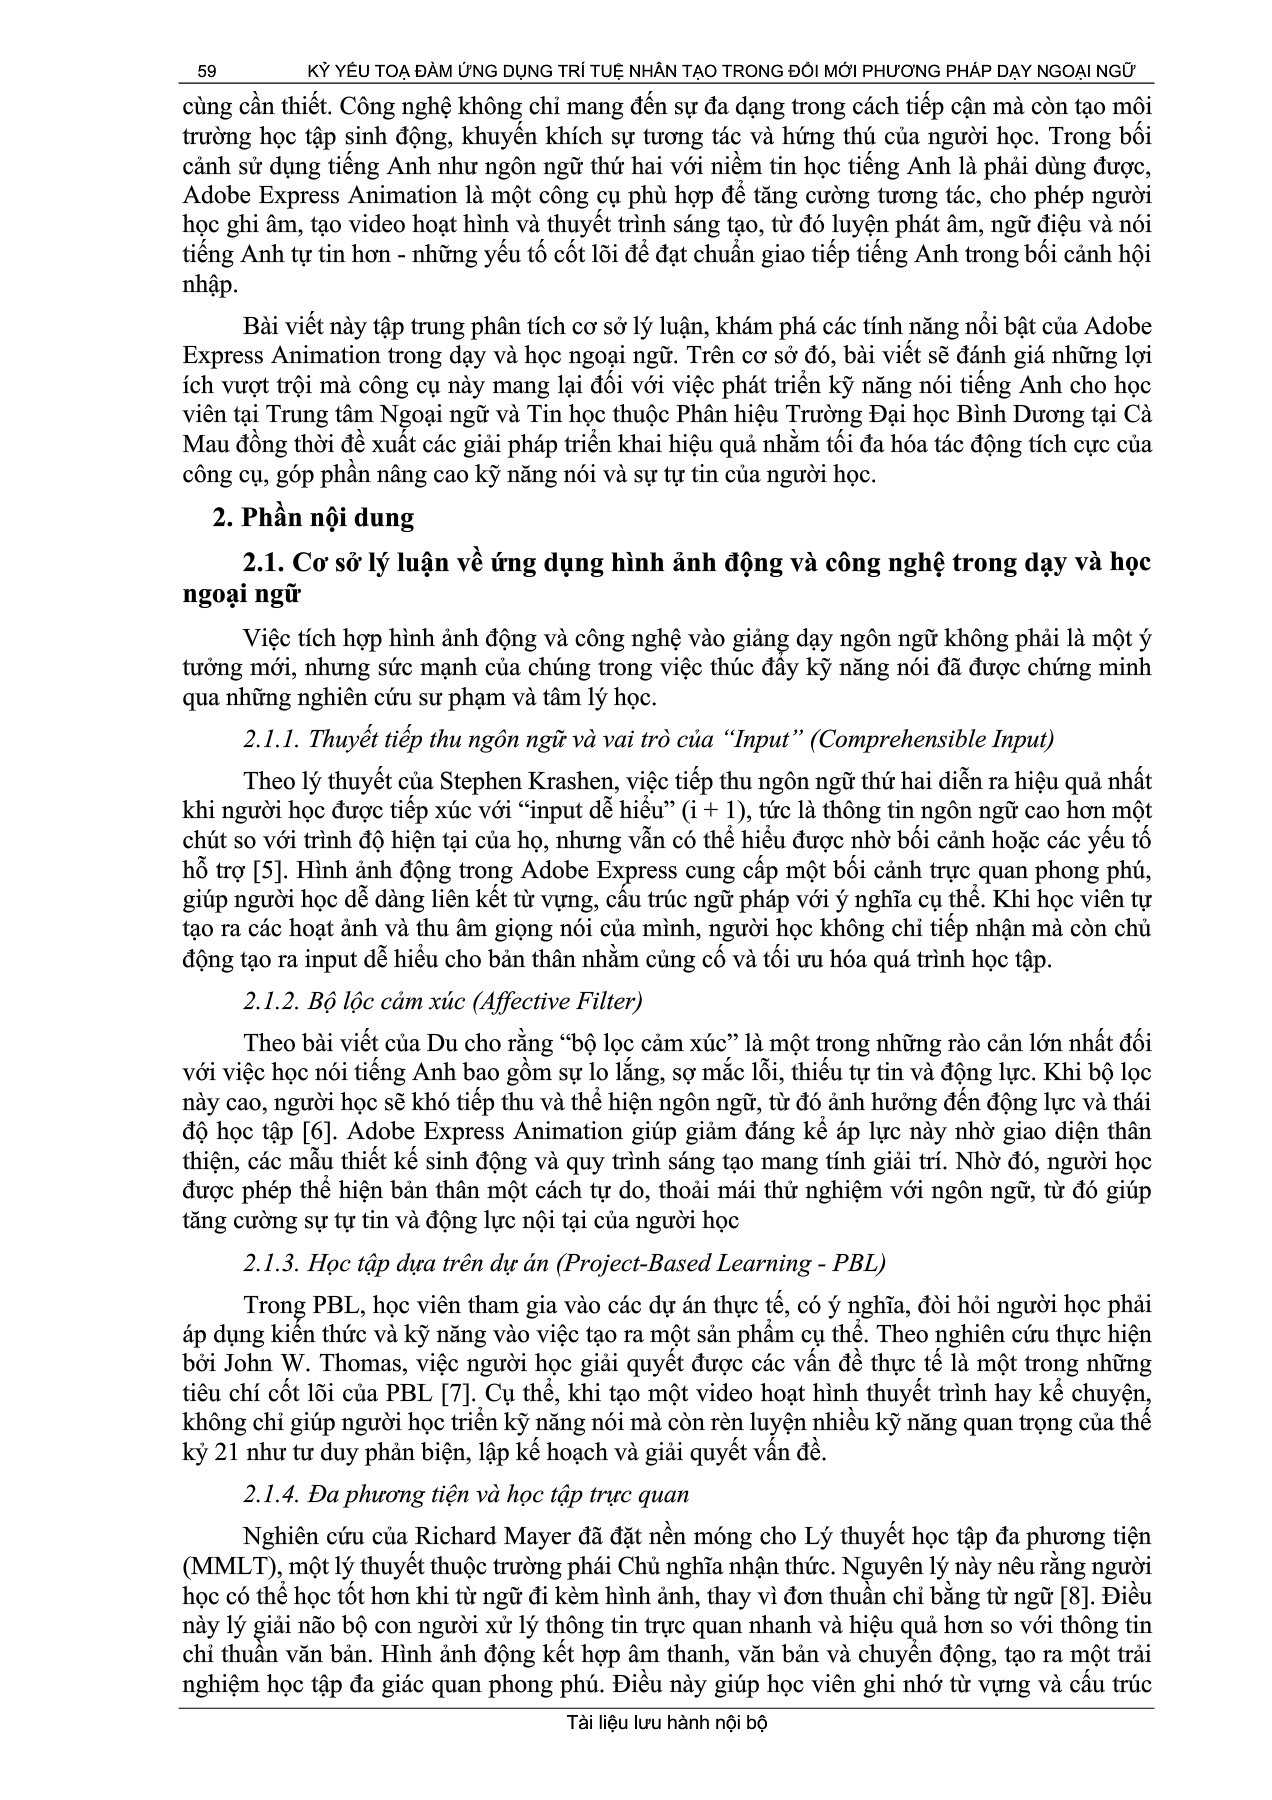 59 KỶ YẾU TOẠ ĐÀM ỨNG DỤNG TRÍ TUỆ NHÂN TẠO TRONG ĐỔI MỚI PHƯƠNG PHÁP DẠY NGOẠI NGỮ
cùng cần thiết. Công nghệ không chỉ mang đến sự đa dạng trong cách tiếp cận mà còn tạo môi
trường học tập sinh động, khuyến khích sự tương tác và hứng thú của người học. Trong bối
cảnh sử dụng tiếng Anh như ngôn ngữ thứ hai với niềm tin học tiếng Anh là phải dùng được,
Adobe Express Animation là một công cụ phù hợp để tăng cường tương tác, cho phép người
học ghi âm, tạo video hoạt hình và thuyết trình sáng tạo, từ đó luyện phát âm, ngữ điệu và nói
tiếng Anh tự tin hơn - những yếu tố cốt lõi để đạt chuẩn giao tiếp tiếng Anh trong bối cảnh hội
nhập.
Bài viết này tập trung phân tích cơ sở lý luận, khám phá các tính năng nổi bật của Adobe
Express Animation trong dạy và học ngoại ngữ. Trên cơ sở đó, bài viết sẽ đánh giá những lợi
ích vượt trội mà công cụ này mang lại đối với việc phát triển kỹ năng nói tiếng Anh cho học
viên tại Trung tâm Ngoại ngữ và Tin học thuộc Phân hiệu Trường Đại học Bình Dương tại Cà
Mau đồng thời đề xuất các giải pháp triển khai hiệu quả nhằm tối đa hóa tác động tích cực của
công cụ, góp phần nâng cao kỹ năng nói và sự tự tin của người học.
2. Phần nội dung
2.1. Cơ sở lý luận về ứng dụng hình ảnh động và công nghệ trong dạy và học
ngoại ngữ
Việc tích hợp hình ảnh động và công nghệ vào giảng dạy ngôn ngữ không phải là một ý
tưởng mới, nhưng sức mạnh của chúng trong việc thúc đẩy kỹ năng nói đã được chứng minh
qua những nghiên cứu sư phạm và tâm lý học.
2.1.1. Thuyết tiếp thu ngôn ngữ và vai trò của “Input” (Comprehensible Input)
Theo lý thuyết của Stephen Krashen, việc tiếp thu ngôn ngữ thứ hai diễn ra hiệu quả nhất
khi người học được tiếp xúc với “input dễ hiểu” (i + 1), tức là thông tin ngôn ngữ cao hơn một
chút so với trình độ hiện tại của họ, nhưng vẫn có thể hiểu được nhờ bối cảnh hoặc các yếu tố
hỗ trợ [5]. Hình ảnh động trong Adobe Express cung cấp một bối cảnh trực quan phong phú,
giúp người học dễ dàng liên kết từ vựng, cấu trúc ngữ pháp với ý nghĩa cụ thể. Khi học viên tự
tạo ra các hoạt ảnh và thu âm giọng nói của mình, người học không chỉ tiếp nhận mà còn chủ
động tạo ra input dễ hiểu cho bản thân nhằm củng cố và tối ưu hóa quá trình học tập.
2.1.2. Bộ lộc cảm xúc (Affective Filter)
Theo bài viết của Du cho rằng “bộ lọc cảm xúc” là một trong những rào cản lớn nhất đối
với việc học nói tiếng Anh bao gồm sự lo lắng, sợ mắc lỗi, thiếu tự tin và động lực. Khi bộ lọc
này cao, người học sẽ khó tiếp thu và thể hiện ngôn ngữ, từ đó ảnh hưởng đến động lực và thái
độ học tập [6]. Adobe Express Animation giúp giảm đáng kể áp lực này nhờ giao diện thân
thiện, các mẫu thiết kế sinh động và quy trình sáng tạo mang tính giải trí. Nhờ đó, người học
được phép thể hiện bản thân một cách tự do, thoải mái thử nghiệm với ngôn ngữ, từ đó giúp
tăng cường sự tự tin và động lực nội tại của người học
2.1.3. Học tập dựa trên dự án (Project-Based Learning - PBL)
Trong PBL, học viên tham gia vào các dự án thực tế, có ý nghĩa, đòi hỏi người học phải
áp dụng kiến thức và kỹ năng vào việc tạo ra một sản phẩm cụ thể. Theo nghiên cứu thực hiện
bởi John W. Thomas, việc người học giải quyết được các vấn đề thực tế là một trong những
tiêu chí cốt lõi của PBL [7]. Cụ thể, khi tạo một video hoạt hình thuyết trình hay kể chuyện,
không chỉ giúp người học triển kỹ năng nói mà còn rèn luyện nhiều kỹ năng quan trọng của thế
kỷ 21 như tư duy phản biện, lập kế hoạch và giải quyết vấn đề.
2.1.4. Đa phương tiện và học tập trực quan
Nghiên cứu của Richard Mayer đã đặt nền móng cho Lý thuyết học tập đa phương tiện
(MMLT), một lý thuyết thuộc trường phái Chủ nghĩa nhận thức. Nguyên lý này nêu rằng người
học có thể học tốt hơn khi từ ngữ đi kèm hình ảnh, thay vì đơn thuần chỉ bằng từ ngữ [8]. Điều
này lý giải não bộ con người xử lý thông tin trực quan nhanh và hiệu quả hơn so với thông tin
chỉ thuần văn bản. Hình ảnh động kết hợp âm thanh, văn bản và chuyển động, tạo ra một trải
nghiệm học tập đa giác quan phong phú. Điều này giúp học viên ghi nhớ từ vựng và cấu trúc
Tài liệu lưu hành nội bộ